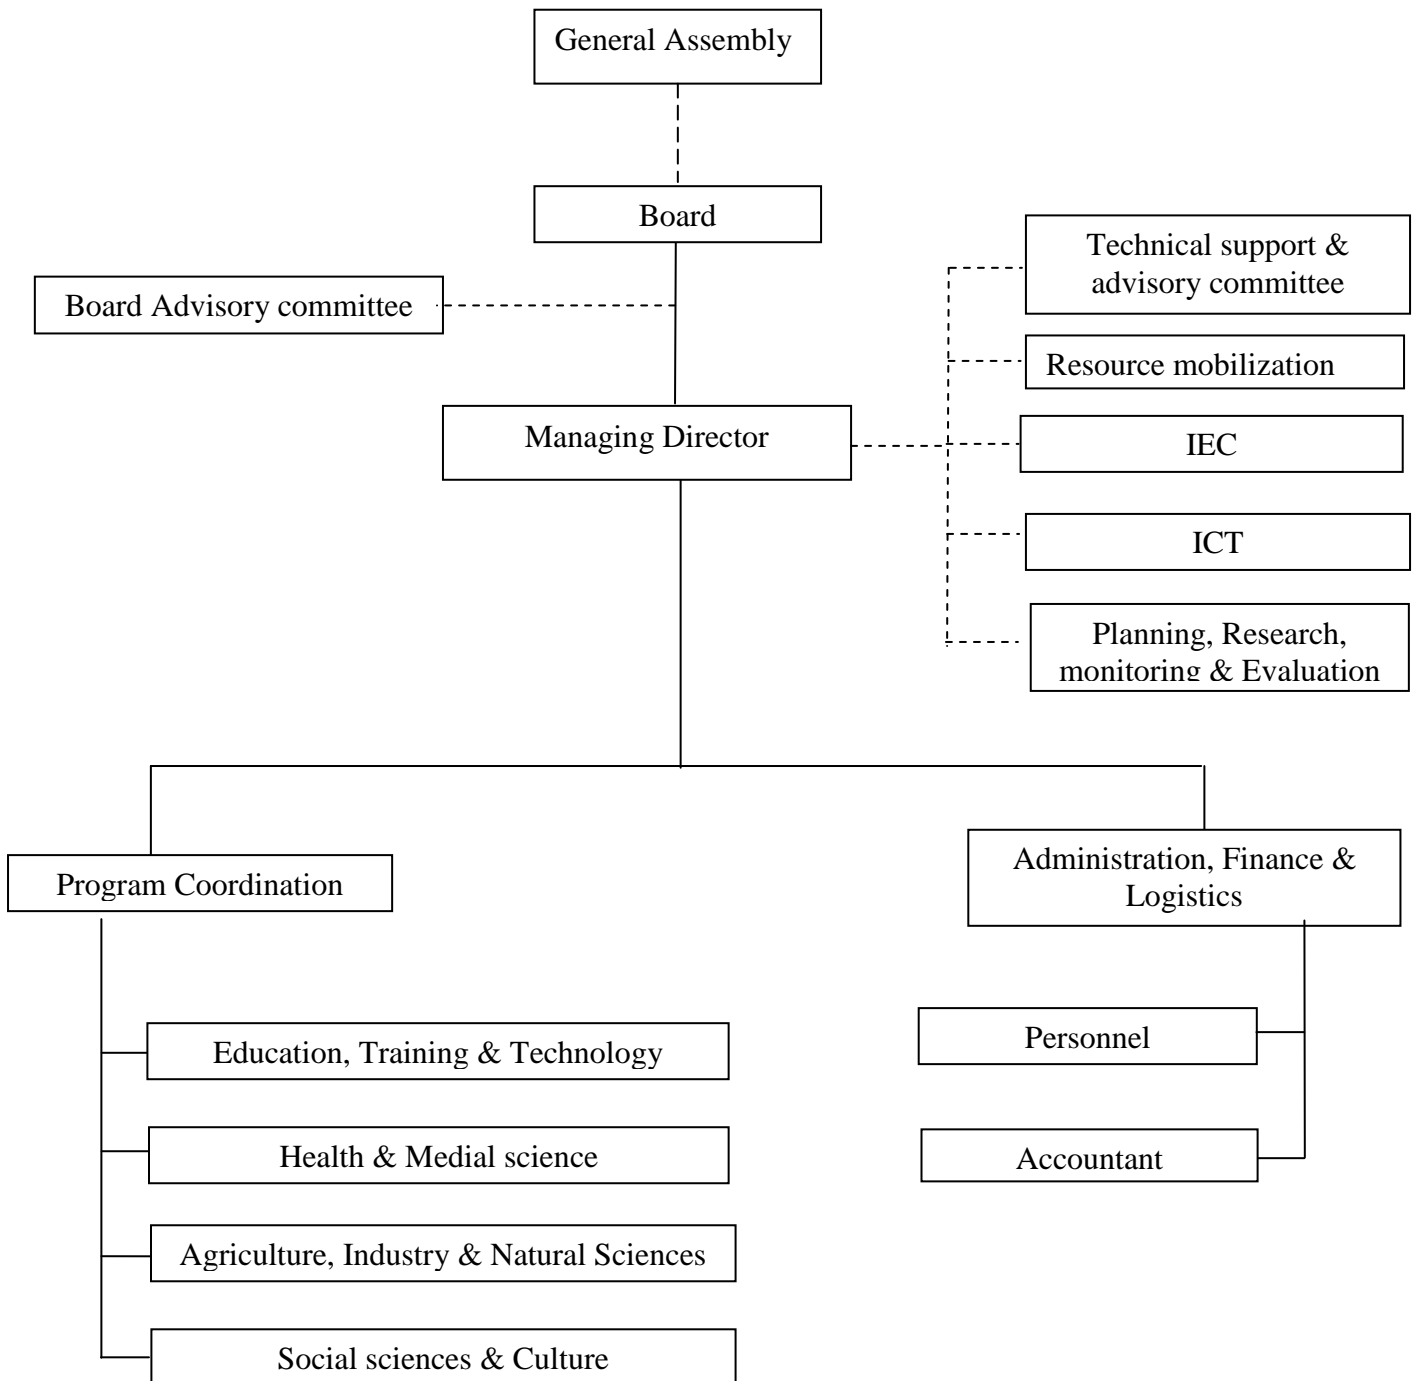 General Assembly
Board
Technical support &
advisory committee
Board Advisory committee
Resource mobilization
Managing Director
IEC
ICT
Planning, Research,
monitoring & Evaluation
Administration, Finance &
Logistics
Program Coordination
Personnel
Education, Training & Technology
Accountant
Health & Medial science
Agriculture, Industry & Natural Sciences
Social sciences & Culture